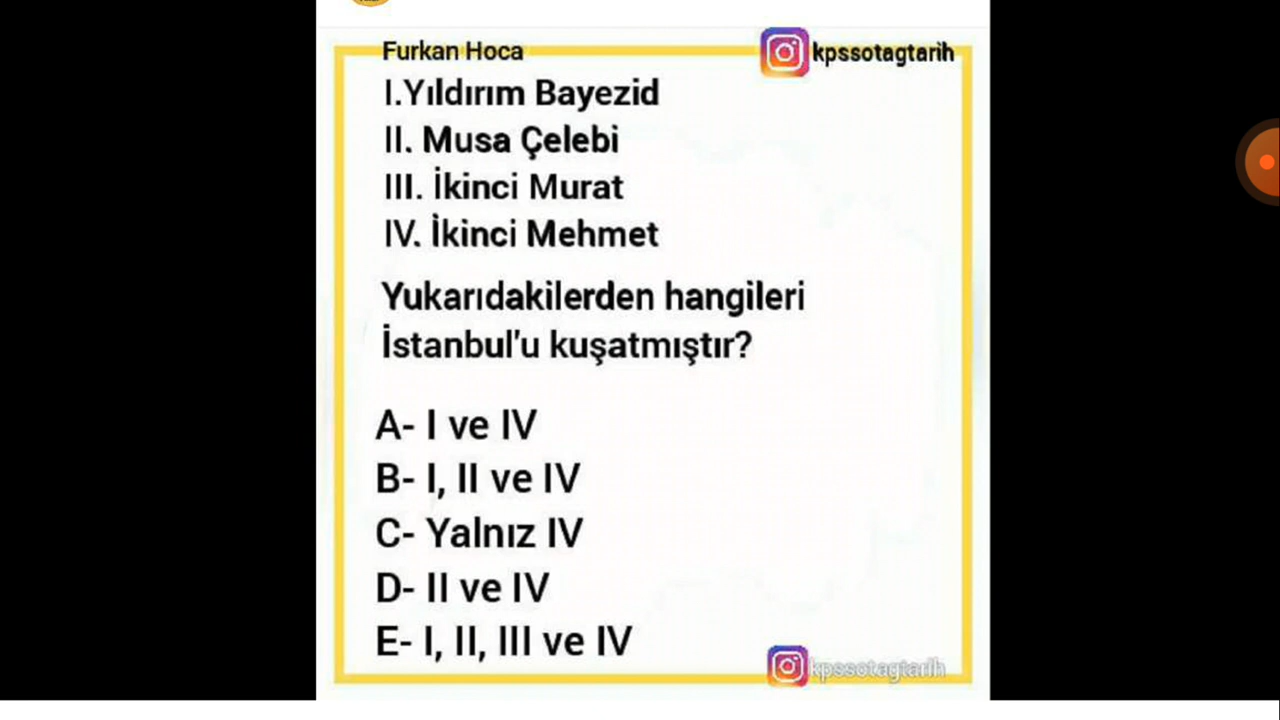 Furkan Hoca
kpssotagtarih
I.Yıldırım Bayezid
II. Musa Çelebi
III. İkinci Murat
IV. İkinci Mehmet
Yukarıdakilerden hangileri
İstanbul'u kuşatmıştır?
A- I ve IV
B- I, II ve IV
C- Yalnız IV
D- II ve IV
E- I, II, III ve IV
kpssotagtarih